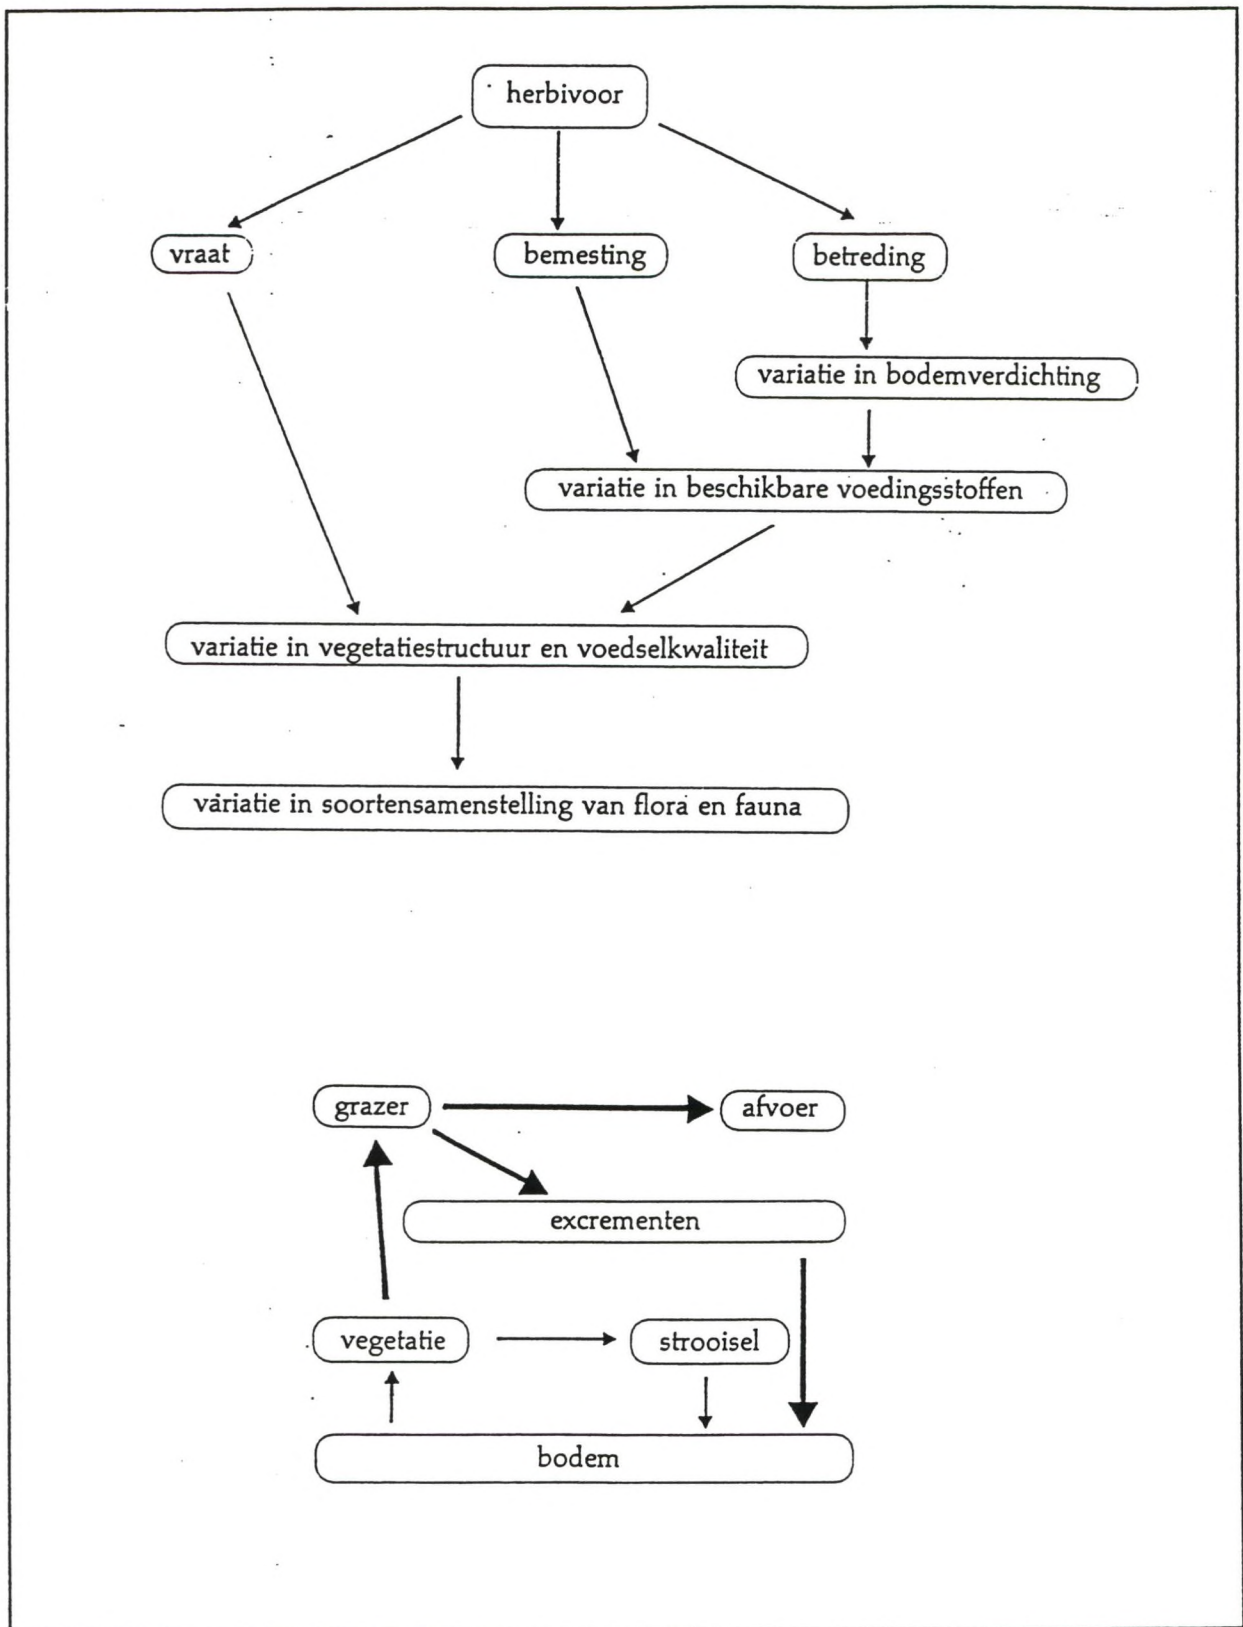 herbivoor
vraat
bemesting
betreding
variatie in bodemverdichting
variatie in beschikbare voedingsstoffen
variatie in vegetatiestructuur en voedselkwaliteit
variatie in soortensamenstelling van flora en fauna
grazer
afvoer
excrementen
vegetatie
strooisel
bodem